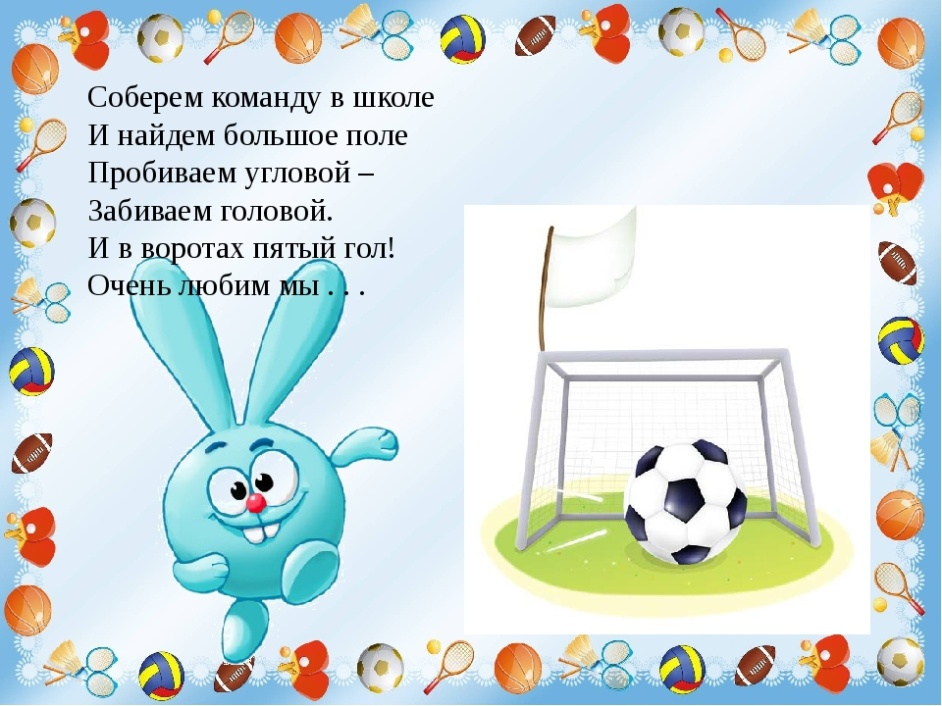 Соберем команду в школе
И найдем большое поле
Пробиваем угловой –
Забиваем головой.
И в воротах пятый гол!
Очень любим мы . . .